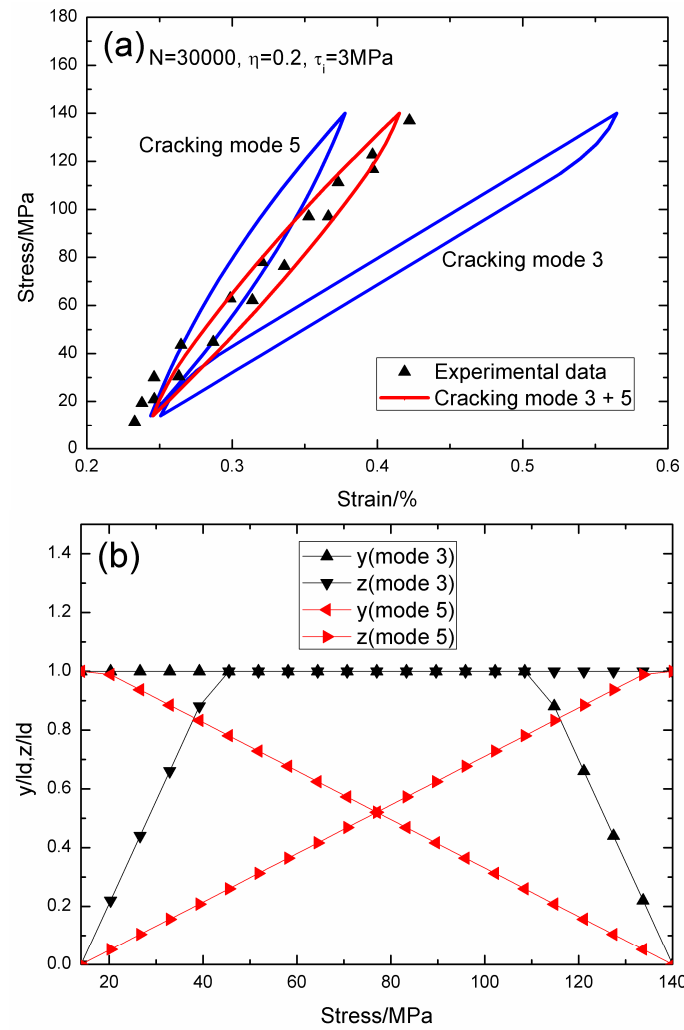 (a)
N=30000, η=0.2, τi=3MPa
Cracking mode 5
Cracking mode 3
Experimental data
Cracking mode 3 + 5
Stress/MPa
180
160
140
120
100
80
60
40
20
0
0.2 0.3 0.4 0.5 0.6
Strain/%
(b)
y(mode 3)
z(mode 3)
y(mode 5)
z(mode 5)
y/ld,z/ld
1.4
1.2
1.0
0.8
0.6
0.4
0.2
0.0
20 40 60 80 100 120 140
Stress/MPa